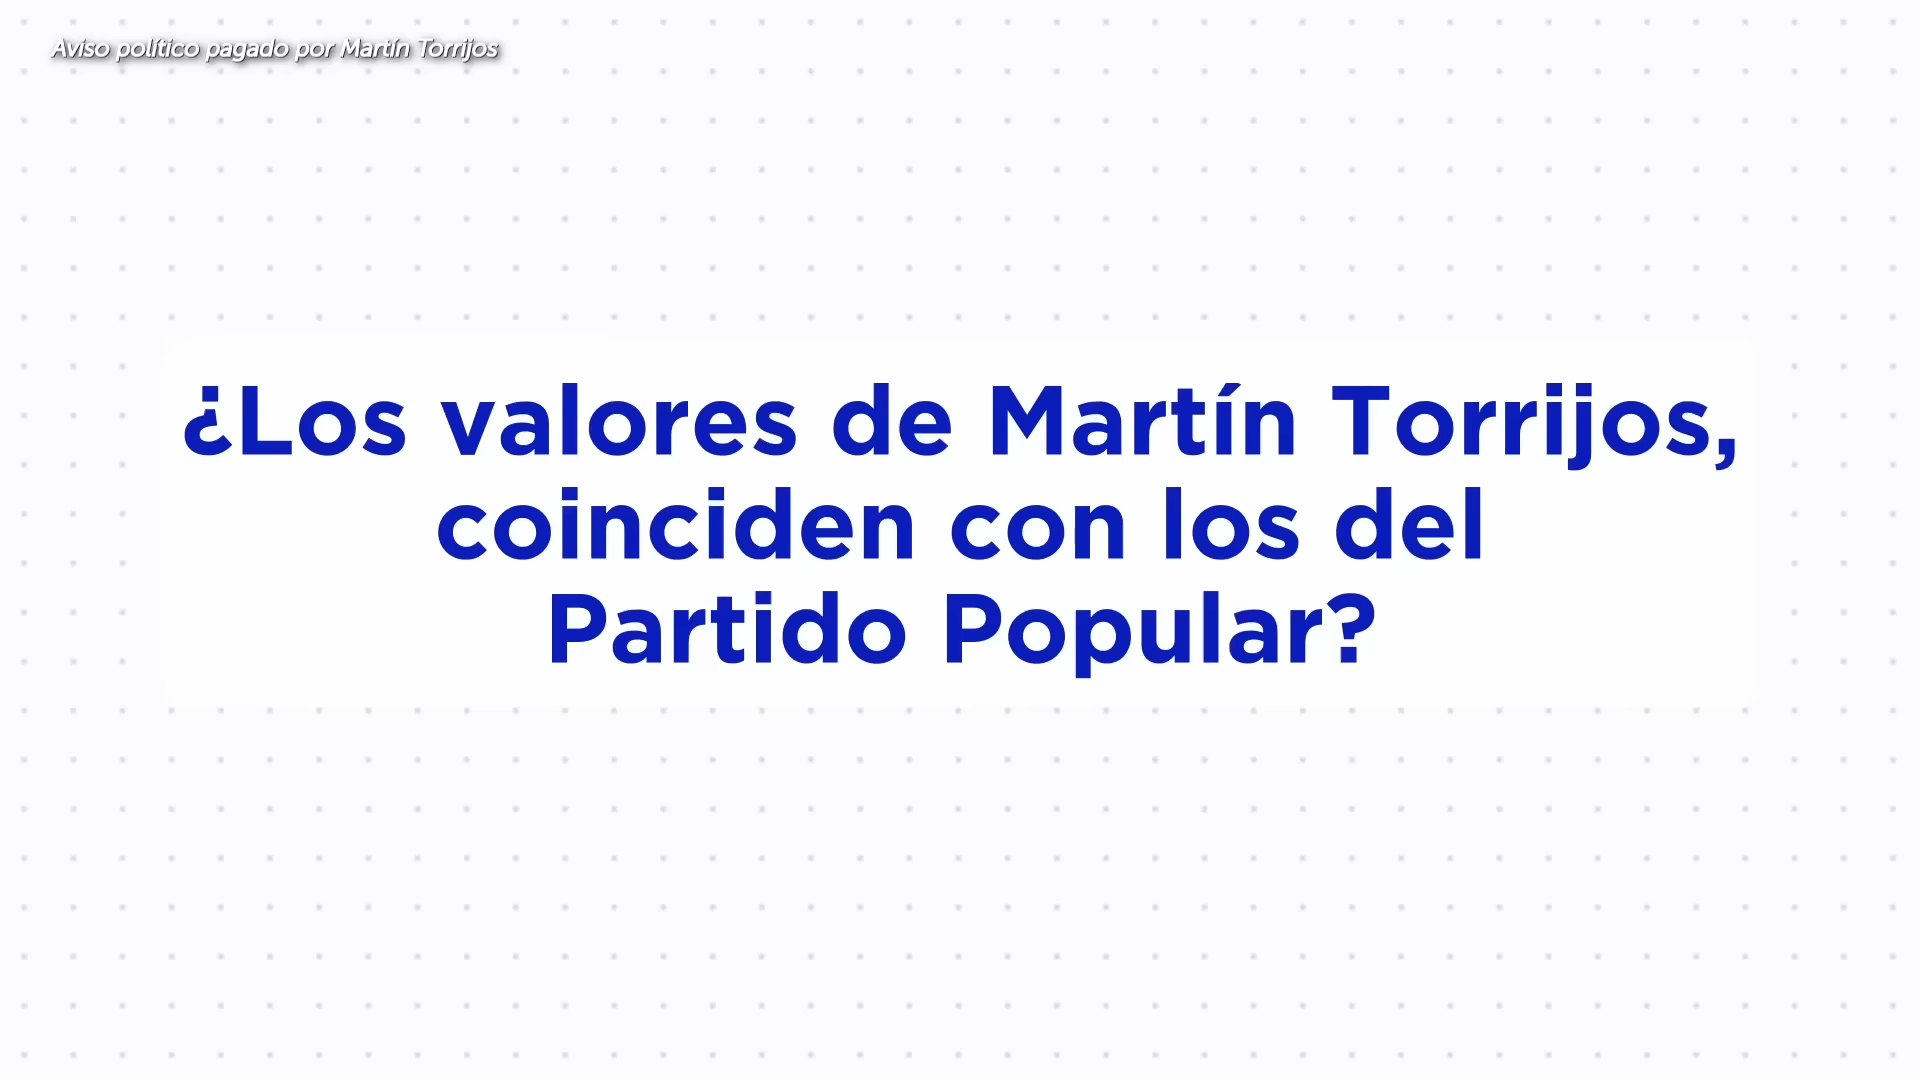 Aviso político pagado por Martín Torrijos
¿Los valores de Martín Torrijos,
coinciden con los del
Partido Popular?